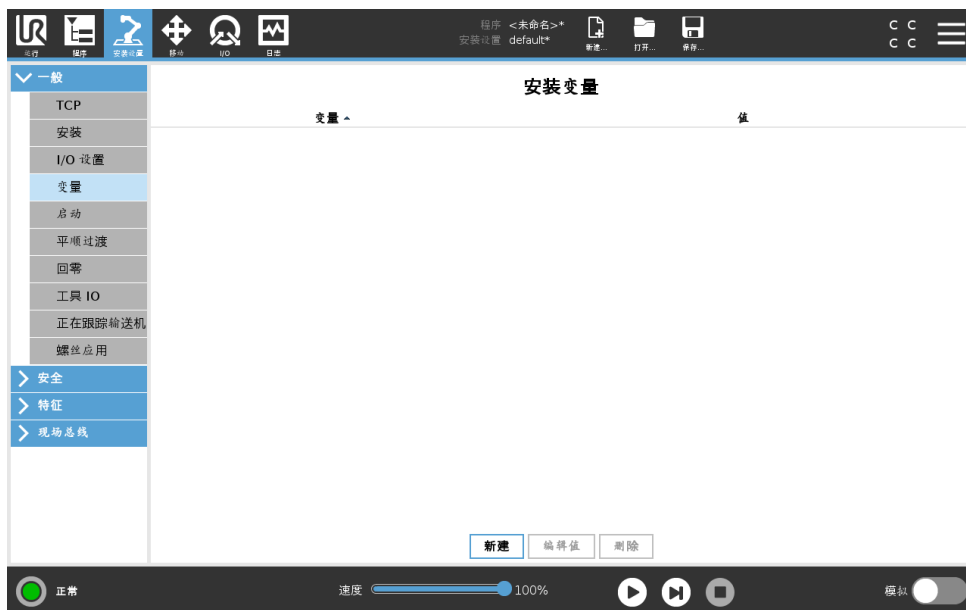 程序 <未命名>*
安装设置 default*
运行 程序 安装设置 移动 I/O 日志 新建... 打开... 保存...
C C
C C
一般
TCP
安装
I/O 设置
变量
启动
平顺过渡
回零
工具 IO
正在跟踪输送机
螺丝应用
安全
特征
现场总线
安装变量
变量 值
新建 编辑值 删除
正常 速度 100% 模拟